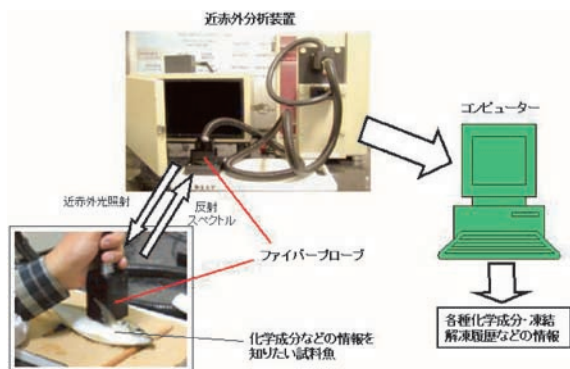 近赤外分析装置
コンピューター
近赤外光照射
反射
スペクトル
ファイバープローブ
化学成分などの情報を
知りたい試料魚
各種化学成分・凍結
解凍履歴などの情報